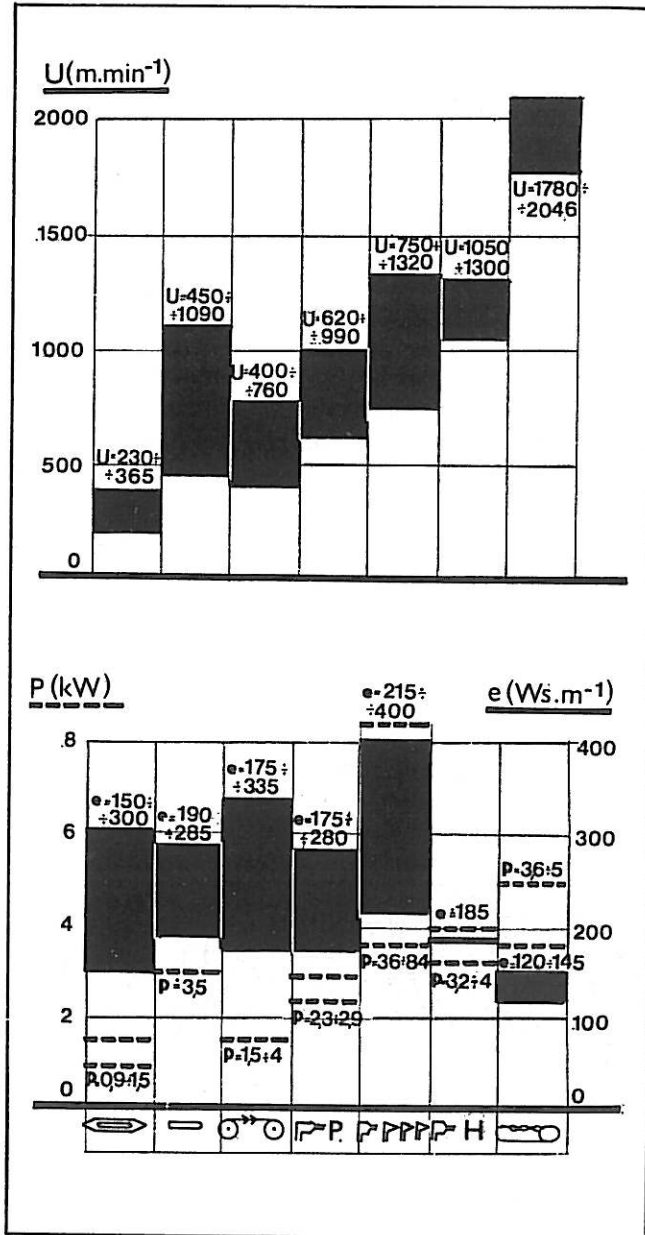 U(m.min⁻¹)
2000
1500
1000
500
0
U=230÷
÷365
U=450÷
÷1090
U=400÷
÷760
U=620÷
÷990
U=750÷
÷1320
U=1050
÷1300
U=1780÷
÷2046
P (kW)
e (Ws.m⁻¹)
.8
6
4
2
0
400
300
200
100
0
e=150÷
÷300
e=190
÷285
e=175÷
÷335
e=175÷
÷280
e=215÷
÷400
e=185
e=120÷145
P=0,9÷1,5
P=3,5
P=1,5÷4
P=2,3÷2,9
P=36÷84
P=3,2÷4
P=3,6÷5
P.
H